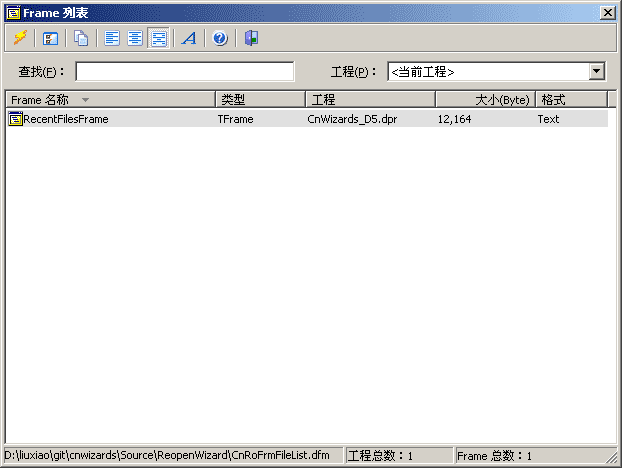 Frame 列表
查找(F)： 工程(P)： <当前工程>
Frame 名称 类型 工程 大小(Byte) 格式
RecentFilesFrame TFrame CnWizards_D5.dpr 12,164 Text
D:\liuxiao\git\cnwizards\Source\ReopenWizard\CnRoFrmFileList.dfm 工程总数：1 Frame 总数：1